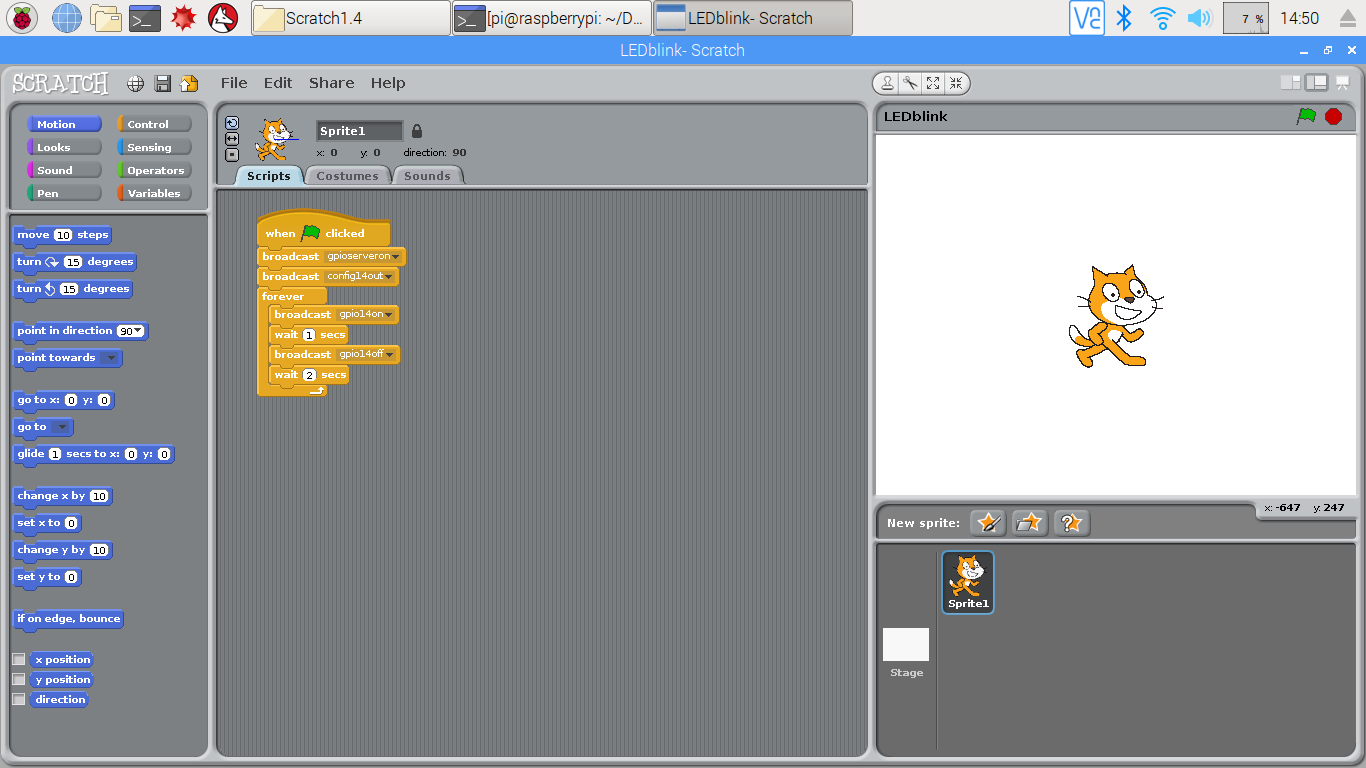 Scratch1.4
[pi@raspberrypi: ~/D...
LEDblink- Scratch
7 %
14:50
LEDblink- Scratch
SCRATCH
File Edit Share Help
Motion Control
Looks Sensing
Sound Operators
Pen Variables
move 10 steps
turn 15 degrees
turn 15 degrees
point in direction 90
point towards
go to x: 0 y: 0
go to
glide 1 secs to x: 0 y: 0
change x by 10
set x to 0
change y by 10
set y to 0
if on edge, bounce
x position
y position
direction
Sprite1
x: 0 y: 0 direction: 90
Scripts Costumes Sounds
when clicked
broadcast gpioserveron
broadcast config14out
forever
broadcast gpio14on
wait 1 secs
broadcast gpio14off
wait 2 secs
LEDblink
x: -647 y: 247
New sprite:
Sprite1
Stage